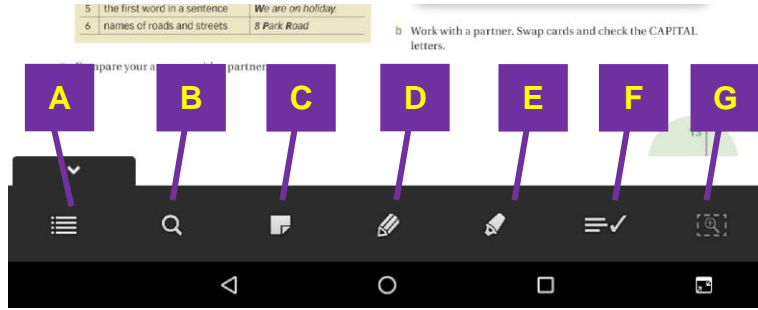 5 the first word in a sentence We are on holiday.
6 names of roads and streets 8 Park Road
b Work with a partner. Swap cards and check the CAPITAL
letters.
mpare your a partner
A B C D E F G
13